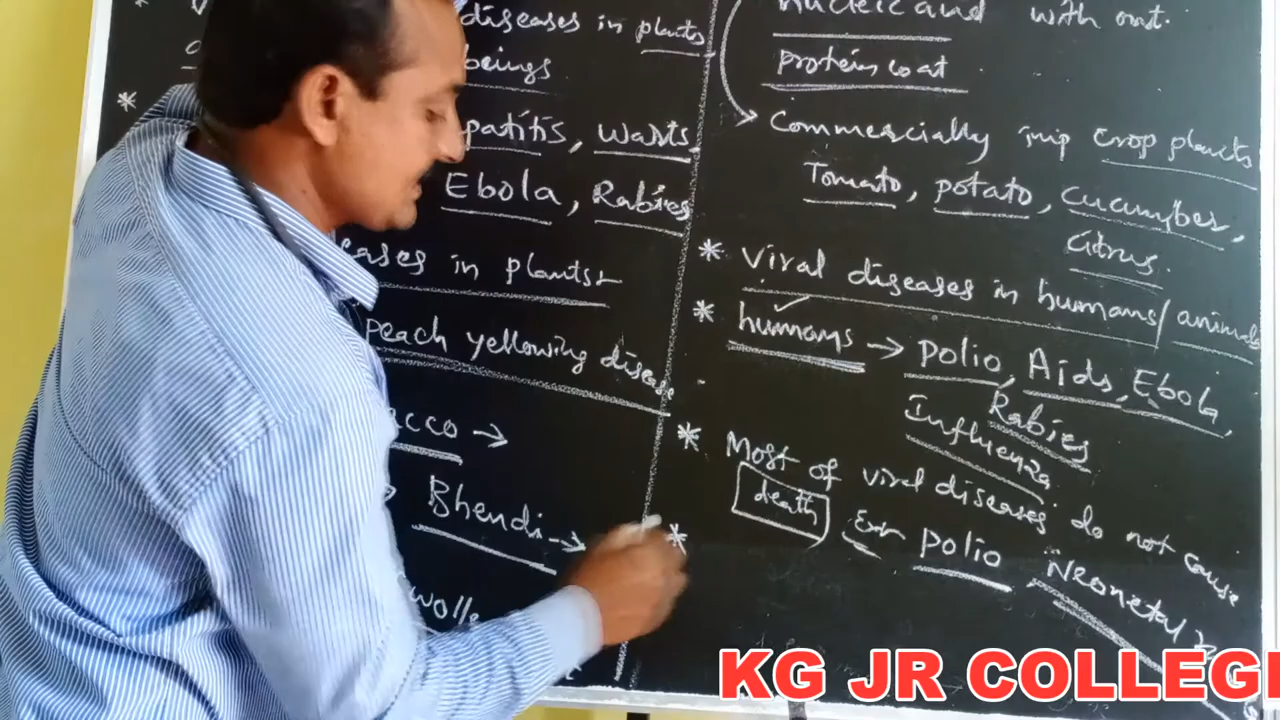 diseases in plants
beings
patitis, warts
Ebola, Rabies
eases in plants:-
peach yellowing disease
acco →
Bhendi →
nucleic acid with out
protein coat
→ Commercially imp crop plants
Tomato, potato, cucumber,
citrus.
* Viral diseases in humans/animals
* humans → polio, Aids, Ebola,
Rabies
Influenza
* Most of viral diseases do not cause
death Ex:- polio Neonetal
*
KG JR COLLEGE